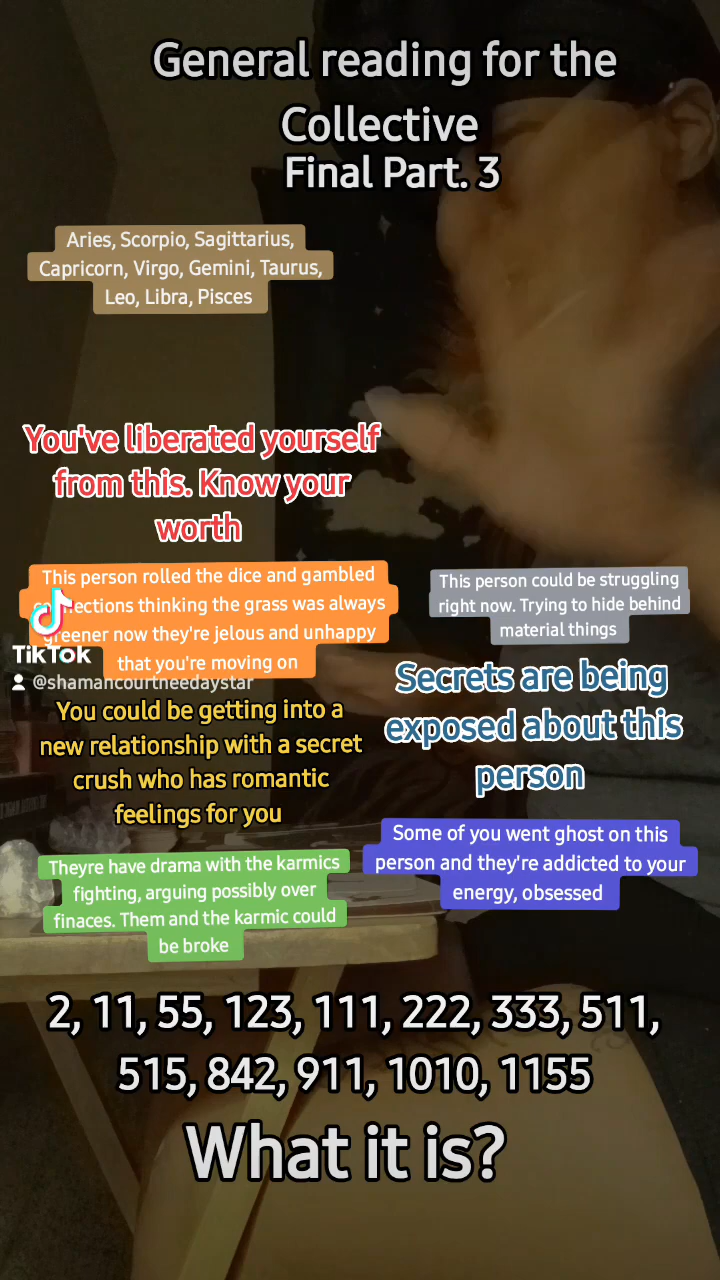 General reading for the
Collective
Final Part. 3
Aries, Scorpio, Sagittarius,
Capricorn, Virgo, Gemini, Taurus,
Leo, Libra, Pisces
You've liberated yourself
from this. Know your
worth
This person rolled the dice and gambled
thinking the grass was always
greener now they're jelous and unhappy
that you're moving on
This person could be struggling
right now. Trying to hide behind
material things
TikTok
@shamancourtneedaystar
Secrets are being
exposed about this
person
You could be getting into a
new relationship with a secret
crush who has romantic
feelings for you
Theyre have drama with the karmics
fighting, arguing possibly over
finaces. Them and the karmic could
be broke
Some of you went ghost on this
person and they're addicted to your
energy, obsessed
2, 11, 55, 123, 111, 222, 333, 511,
515, 842, 911, 1010, 1155
What it is?